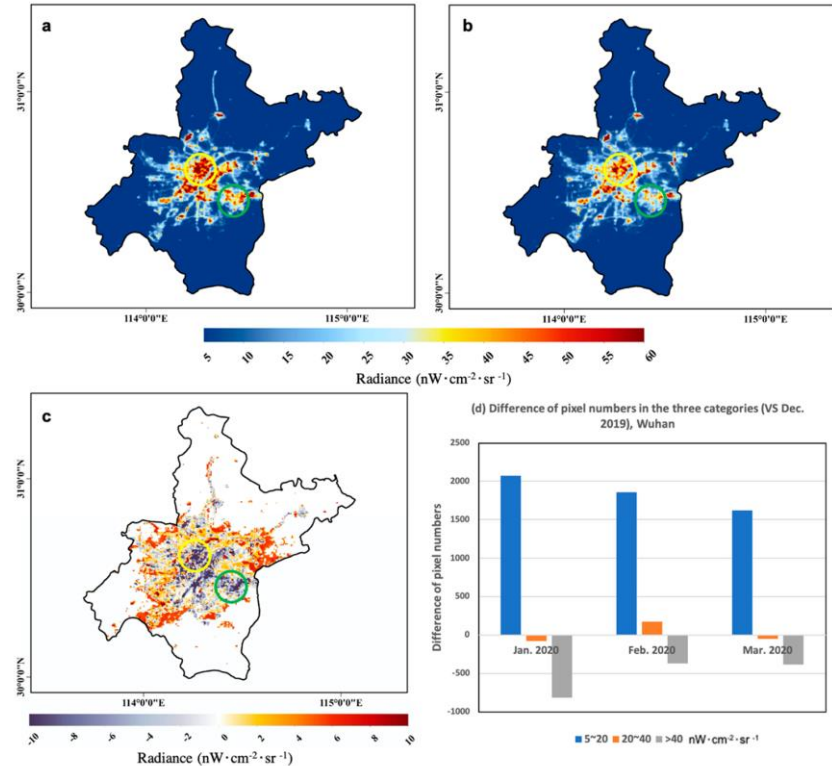 a
b
31°0'0"N
30°0'0"N
114°0'0"E
115°0'0"E
31°0'0"N
30°0'0"N
114°0'0"E
115°0'0"E
5 10 15 20 25 30 35 40 45 50 55 60
Radiance (nW·cm⁻²·sr⁻¹)
c
31°0'0"N
30°0'0"N
114°0'0"E
115°0'0"E
-10 -8 -6 -4 -2 0 2 4 6 8 10
Radiance (nW·cm⁻²·sr⁻¹)
(d) Difference of pixel numbers in the three categories (VS Dec.
2019), Wuhan
Difference of pixel numbers
2500
2000
1500
1000
500
0
-500
-1000
Jan. 2020 Feb. 2020 Mar. 2020
5~20 20~40 >40 nW·cm⁻²·sr⁻¹